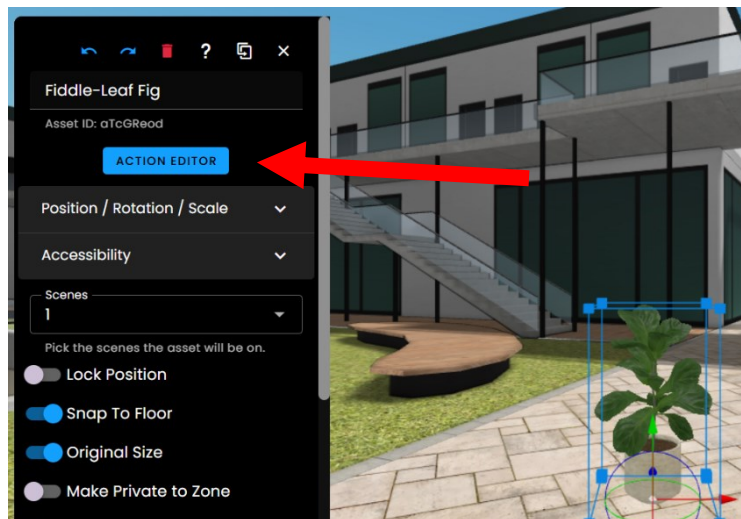 ?
Fiddle-Leaf Fig
Asset ID: aTcGReod
ACTION EDITOR
Position / Rotation / Scale
Accessibility
Scenes
1
Pick the scenes the asset will be on.
Lock Position
Snap To Floor
Original Size
Make Private to Zone